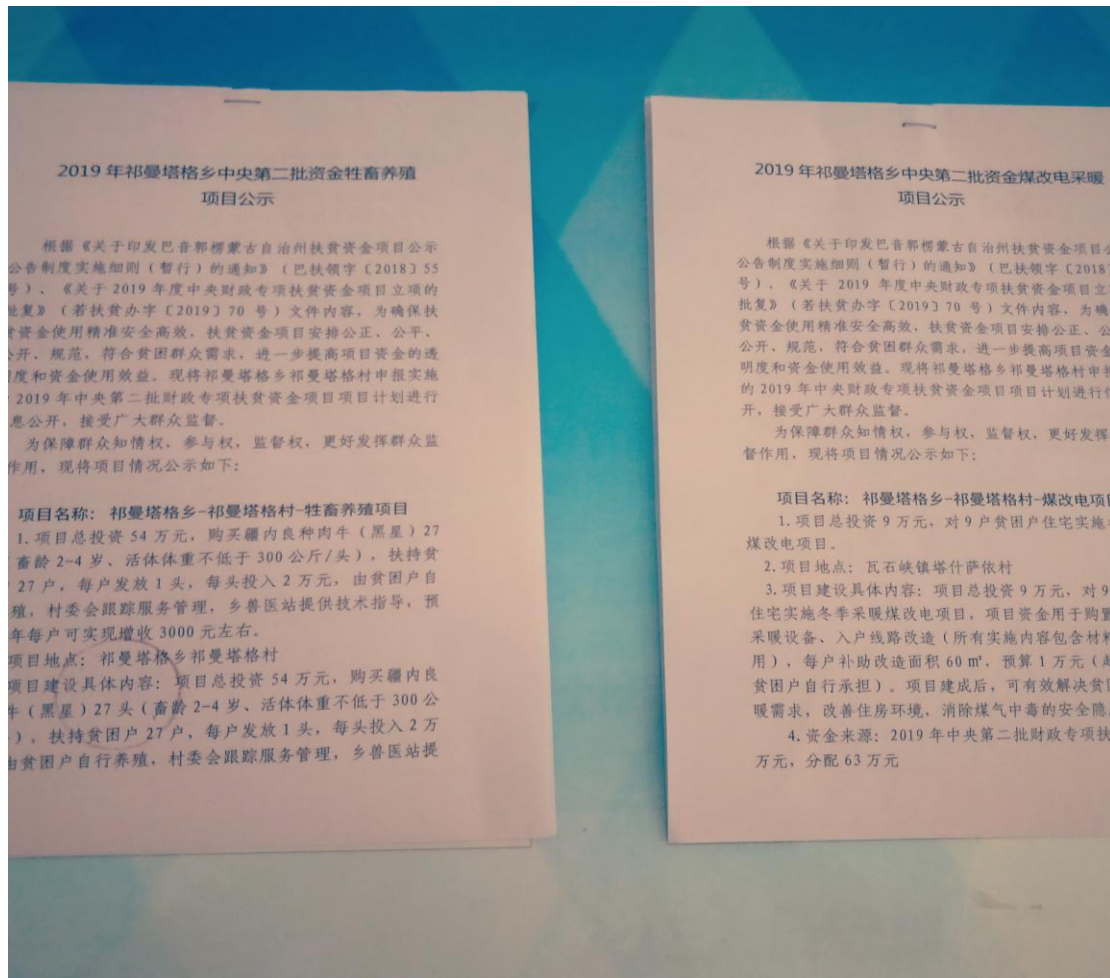 2019 年祁曼塔格乡中央第二批资金牲畜养殖
项目公示
根据《关于印发巴音郭楞蒙古自治州扶贫资金项目公示
公告制度实施细则（暂行）的通知》（巴扶领字〔2018〕55
号）、《关于 2019 年度中央财政专项扶贫资金项目立项的
批复》（若扶贫办字〔2019〕70 号）文件内容，为确保扶
贫资金使用精准安全高效，扶贫资金项目安排公正、公平、
公开、规范，符合贫困群众需求，进一步提高项目资金的透
明度和资金使用效益。现将祁曼塔格乡祁曼塔格村申报实施
2019 年中央第二批财政专项扶贫资金项目项目计划进行
息公开，接受广大群众监督。
为保障群众知情权，参与权，监督权，更好发挥群众监
作用，现将项目情况公示如下：
项目名称： 祁曼塔格乡-祁曼塔格村-牲畜养殖项目
1.项目总投资 54 万元，购买疆内良种肉牛（黑星）27
畜龄 2-4 岁、活体体重不低于 300 公斤/头），扶持贫
27 户，每户发放 1 头，每头投入 2 万元，由贫困户自
殖，村委会跟踪服务管理，乡兽医站提供技术指导，预
年每户可实现增收 3000 元左右。
项目地点： 祁曼塔格乡祁曼塔格村
项目建设具体内容： 项目总投资 54 万元，购买疆内良
牛（黑星）27 头（畜龄 2-4 岁、活体体重不低于 300 公
），扶持贫困户 27 户，每户发放 1 头，每头投入 2 万
由贫困户自行养殖，村委会跟踪服务管理，乡兽医站提
2019 年祁曼塔格乡中央第二批资金煤改电采暖
项目公示
根据《关于印发巴音郭楞蒙古自治州扶贫资金项目公
公告制度实施细则（暂行）的通知》（巴扶领字〔2018〕
号）、《关于 2019 年度中央财政专项扶贫资金项目立
批复》（若扶贫办字〔2019〕70 号）文件内容，为确
贫资金使用精准安全高效，扶贫资金项目安排公正、公
公开、规范，符合贫困群众需求，进一步提高项目资金
明度和资金使用效益。现将祁曼塔格乡祁曼塔格村申报
的 2019 年中央财政专项扶贫资金项目项目计划进行信
开，接受广大群众监督。
为保障群众知情权，参与权，监督权，更好发挥
督作用，现将项目情况公示如下：
项目名称： 祁曼塔格乡-祁曼塔格村-煤改电项目
1.项目总投资 9 万元，对 9 户贫困户住宅实施
煤改电项目。
2.项目地点：瓦石峡镇塔什萨依村
3.项目建设具体内容：项目总投资 9 万元，对 9
住宅实施冬季采暖煤改电项目，项目资金用于购置
采暖设备、入户线路改造（所有实施内容包含材料
用），每户补助改造面积 60 ㎡，预算 1 万元（超
贫困户自行承担）。项目建成后，可有效解决贫困
暖需求，改善住房环境，消除煤气中毒的安全隐
4.资金来源：2019 年中央第二批财政专项扶
万元，分配 63 万元